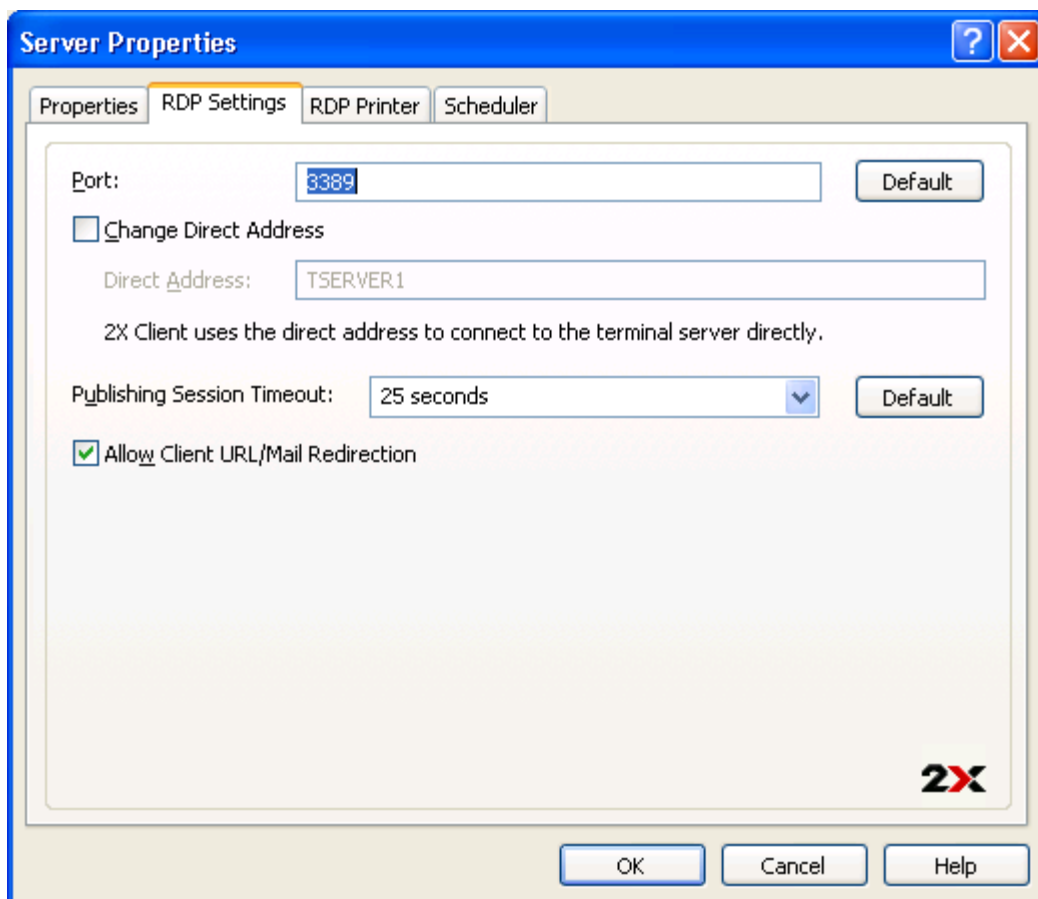 Server Properties
Properties RDP Settings RDP Printer Scheduler
Port: 3389 Default
Change Direct Address
Direct Address: TSERVER1
2X Client uses the direct address to connect to the terminal server directly.
Publishing Session Timeout: 25 seconds Default
Allow Client URL/Mail Redirection
2X
OK Cancel Help